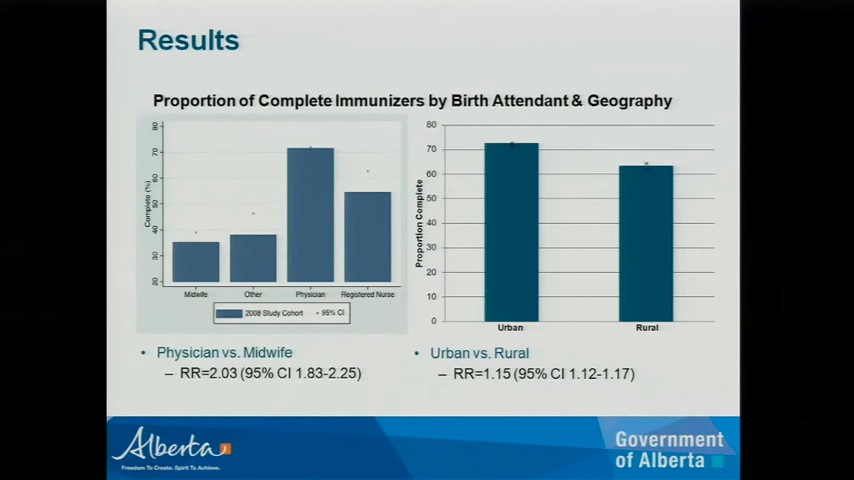 Results
Proportion of Complete Immunizers by Birth Attendant & Geography
Complete (%)
80
70
60
50
40
30
20
Midwife Other Physician Registered Nurse
2008 Study Cohort 95% CI
Proportion Complete
80
70
60
50
40
30
20
10
0
Urban Rural
• Physician vs. Midwife
– RR=2.03 (95% CI 1.83-2.25)
• Urban vs. Rural
– RR=1.15 (95% CI 1.12-1.17)
Alberta
Freedom To Create. Spirit To Achieve.
Government
of Alberta